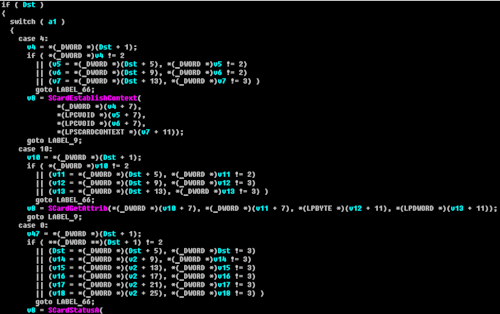 if ( Dst )
{
switch ( a1 )
{
case 4:
v4 = *(_DWORD *)(Dst + 1);
if ( *(_DWORD *)v4 != 2
|| (v5 = *(_DWORD *)(Dst + 5), *(_DWORD *)v5 != 2)
|| (v6 = *(_DWORD *)(Dst + 9), *(_DWORD *)v6 != 2)
|| (v7 = *(_DWORD *)(Dst + 13), *(_DWORD *)v7 != 3) )
goto LABEL_66;
v8 = SCardEstablishContext(
*(_DWORD *)(v4 + 7),
*(LPCVOID *)(v5 + 7),
*(LPCVOID *)(v6 + 7),
*(LPSCARDCONTEXT *)(v7 + 11));
goto LABEL_9;
case 10:
v10 = *(_DWORD *)(Dst + 1);
if ( *(_DWORD *)v10 != 2
|| (v11 = *(_DWORD *)(Dst + 5), *(_DWORD *)v11 != 2)
|| (v12 = *(_DWORD *)(Dst + 9), *(_DWORD *)v12 != 3)
|| (v13 = *(_DWORD *)(Dst + 13), *(_DWORD *)v13 != 3) )
goto LABEL_66;
v8 = SCardGetAttrib(*(_DWORD *)(v10 + 7), *(_DWORD *)(v11 + 7), *(LPBYTE *)(v12 + 11), *(LPDWORD *)(v13 + 11));
goto LABEL_9;
case 0:
v47 = *(_DWORD *)(Dst + 1);
if ( **(_DWORD **)(Dst + 1) != 2
|| (Dst = *(_DWORD *)(Dst + 5), *(_DWORD *)Dst != 3)
|| (v14 = *(_DWORD *)(v2 + 9), *(_DWORD *)v14 != 3)
|| (v15 = *(_DWORD *)(v2 + 13), *(_DWORD *)v15 != 3)
|| (v16 = *(_DWORD *)(v2 + 17), *(_DWORD *)v16 != 3)
|| (v17 = *(_DWORD *)(v2 + 21), *(_DWORD *)v17 != 3)
|| (v18 = *(_DWORD *)(v2 + 25), *(_DWORD *)v18 != 3) )
goto LABEL_66;
v8 = SCardStatusA(